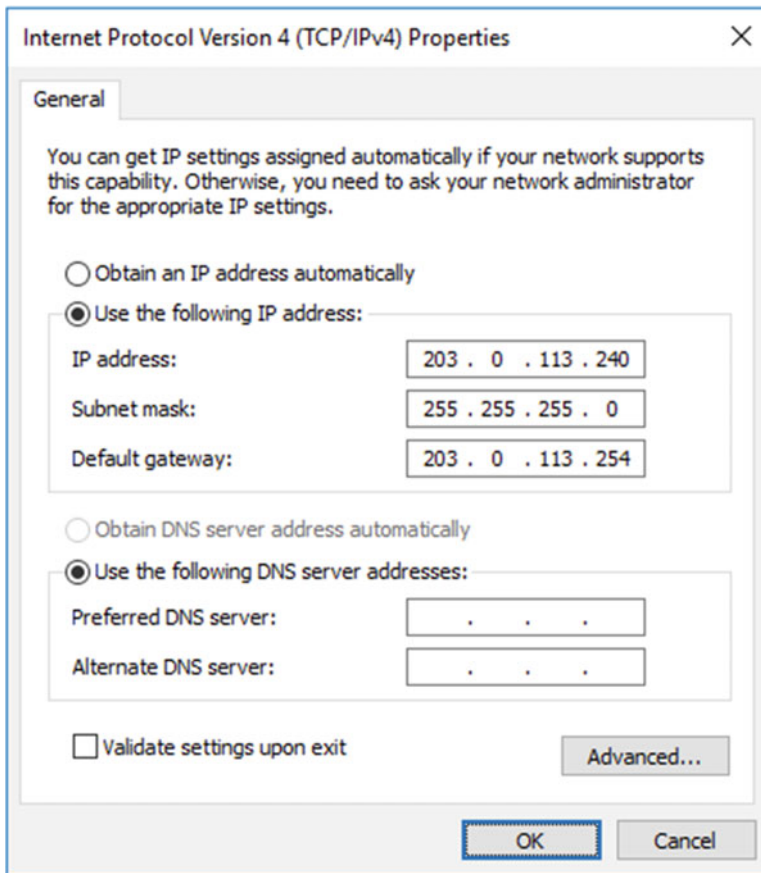 Internet Protocol Version 4 (TCP/IPv4) Properties
General
You can get IP settings assigned automatically if your network supports
this capability. Otherwise, you need to ask your network administrator
for the appropriate IP settings.
Obtain an IP address automatically
Use the following IP address:
IP address: 203 . 0 . 113 . 240
Subnet mask: 255 . 255 . 255 . 0
Default gateway: 203 . 0 . 113 . 254
Obtain DNS server address automatically
Use the following DNS server addresses:
Preferred DNS server: . . .
Alternate DNS server: . . .
Validate settings upon exit
Advanced...
OK Cancel